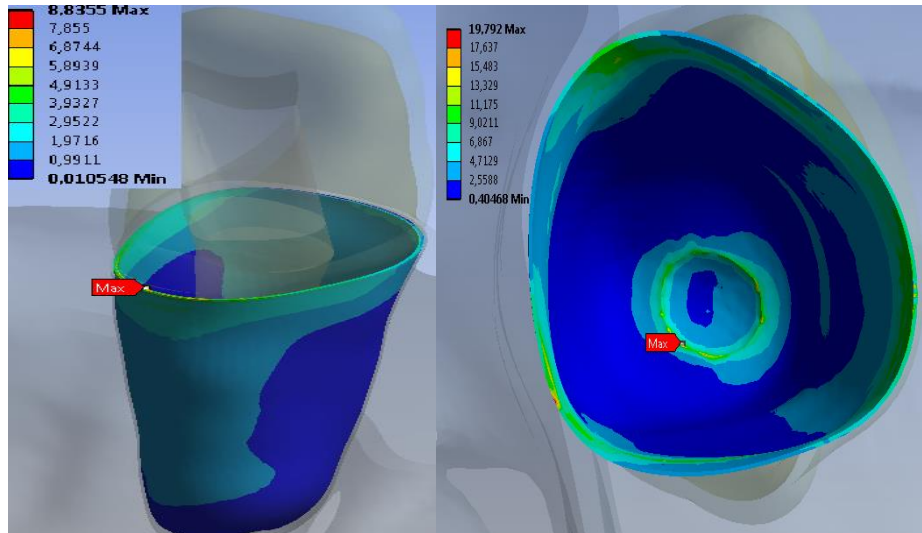 8,8355 Max
7,855
6,8744
5,8939
4,9133
3,9327
2,9522
1,9716
0,9911
0,010548 Min
Max
19,792 Max
17,637
15,483
13,329
11,175
9,0211
6,867
4,7129
2,5588
0,40468 Min
Max